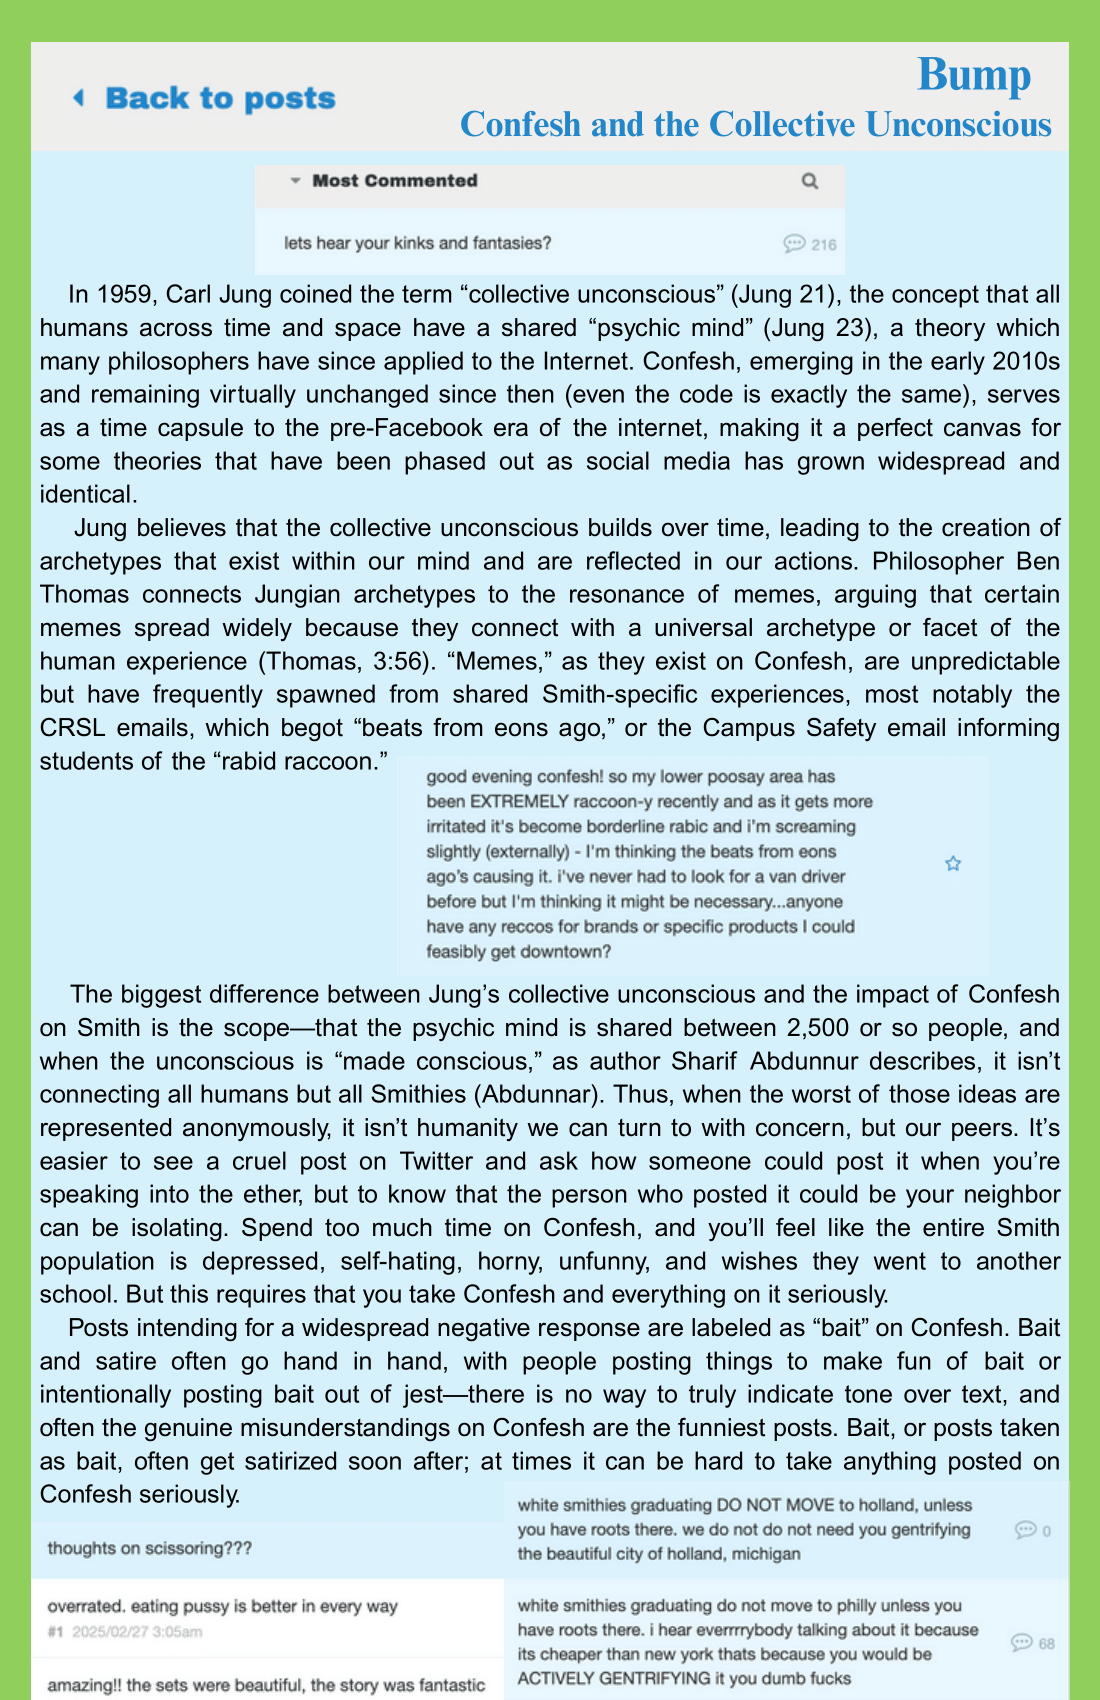 Back to posts
Bump
Confesh and the Collective Unconscious
Most Commented
lets hear your kinks and fantasies?
216
In 1959, Carl Jung coined the term “collective unconscious” (Jung 21), the concept that all
humans across time and space have a shared “psychic mind” (Jung 23), a theory which
many philosophers have since applied to the Internet. Confesh, emerging in the early 2010s
and remaining virtually unchanged since then (even the code is exactly the same), serves
as a time capsule to the pre-Facebook era of the internet, making it a perfect canvas for
some theories that have been phased out as social media has grown widespread and
identical.
Jung believes that the collective unconscious builds over time, leading to the creation of
archetypes that exist within our mind and are reflected in our actions. Philosopher Ben
Thomas connects Jungian archetypes to the resonance of memes, arguing that certain
memes spread widely because they connect with a universal archetype or facet of the
human experience (Thomas, 3:56). “Memes,” as they exist on Confesh, are unpredictable
but have frequently spawned from shared Smith-specific experiences, most notably the
CRSL emails, which begot “beats from eons ago,” or the Campus Safety email informing
students of the “rabid raccoon.”
good evening confesh! so my lower poosay area has
been EXTREMELY raccoon-y recently and as it gets more
irritated it's become borderline rabic and i'm screaming
slightly (externally) - I'm thinking the beats from eons
ago's causing it. i've never had to look for a van driver
before but I'm thinking it might be necessary...anyone
have any reccos for brands or specific products I could
feasibly get downtown?
The biggest difference between Jung’s collective unconscious and the impact of Confesh
on Smith is the scope—that the psychic mind is shared between 2,500 or so people, and
when the unconscious is “made conscious,” as author Sharif Abdunnur describes, it isn’t
connecting all humans but all Smithies (Abdunnar). Thus, when the worst of those ideas are
represented anonymously, it isn’t humanity we can turn to with concern, but our peers. It’s
easier to see a cruel post on Twitter and ask how someone could post it when you’re
speaking into the ether, but to know that the person who posted it could be your neighbor
can be isolating. Spend too much time on Confesh, and you’ll feel like the entire Smith
population is depressed, self-hating, horny, unfunny, and wishes they went to another
school. But this requires that you take Confesh and everything on it seriously.
Posts intending for a widespread negative response are labeled as “bait” on Confesh. Bait
and satire often go hand in hand, with people posting things to make fun of bait or
intentionally posting bait out of jest—there is no way to truly indicate tone over text, and
often the genuine misunderstandings on Confesh are the funniest posts. Bait, or posts taken
as bait, often get satirized soon after; at times it can be hard to take anything posted on
Confesh seriously.
thoughts on scissoring???
overrated. eating pussy is better in every way
#1 2025/02/27 3:05am
amazing!! the sets were beautiful, the story was fantastic
white smithies graduating DO NOT MOVE to holland, unless
you have roots there. we do not do not need you gentrifying
the beautiful city of holland, michigan
0
white smithies graduating do not move to philly unless you
have roots there. i hear everrrrybody talking about it because
its cheaper than new york thats because you would be
ACTIVELY GENTRIFYING it you dumb fucks
68